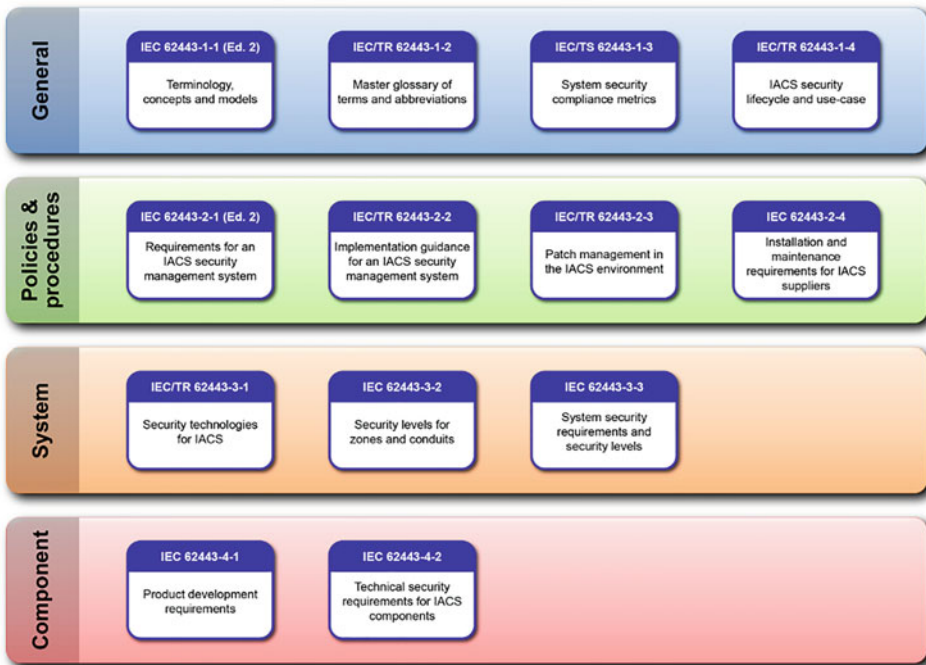 General
IEC 62443-1-1 (Ed. 2)
Terminology,
concepts and models
IEC/TR 62443-1-2
Master glossary of
terms and abbreviations
IEC/TS 62443-1-3
System security
compliance metrics
IEC/TR 62443-1-4
IACS security
lifecycle and use-case
Policies &
procedures
IEC 62443-2-1 (Ed. 2)
Requirements for an
IACS security
management system
IEC/TR 62443-2-2
Implementation guidance
for an IACS security
management system
IEC/TR 62443-2-3
Patch management in
the IACS environment
IEC 62443-2-4
Installation and
maintenance
requirements for IACS
suppliers
System
IEC/TR 62443-3-1
Security technologies
for IACS
IEC 62443-3-2
Security levels for
zones and conduits
IEC 62443-3-3
System security
requirements and
security levels
Component
IEC 62443-4-1
Product development
requirements
IEC 62443-4-2
Technical security
requirements for IACS
components